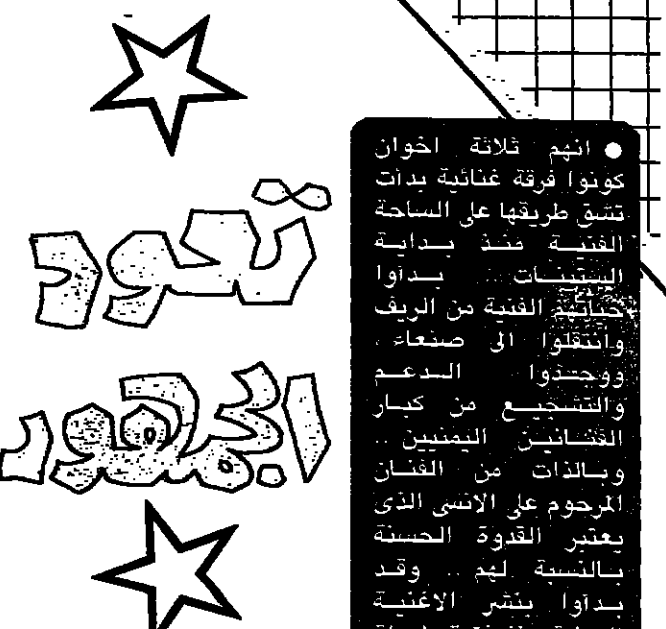 نجوم
الجمهور
● انهم ثلاثة اخوان
كونوا فرقة غنائية بدأت
تشق طريقها على الساحة
الفنية منذ بداية
الستينات .. بدأوا
حياتهم الفنية من الريف
وانتقلوا الى صنعاء ،
ووجدوا الدعم
والتشجيع من كبار
الفنانين اليمنيين ..
وبالذات من الفنان
المرحوم على الانسى الذى
يعتبر القدوة الحسنة
بالنسبة لهم .. وقد
بدأوا بنشر الاغنية